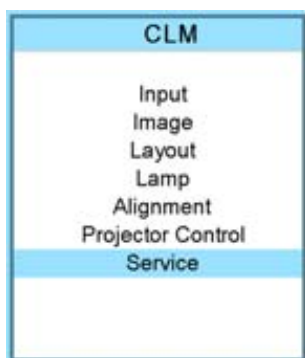 CLM
Input
Image
Layout
Lamp
Alignment
Projector Control
Service